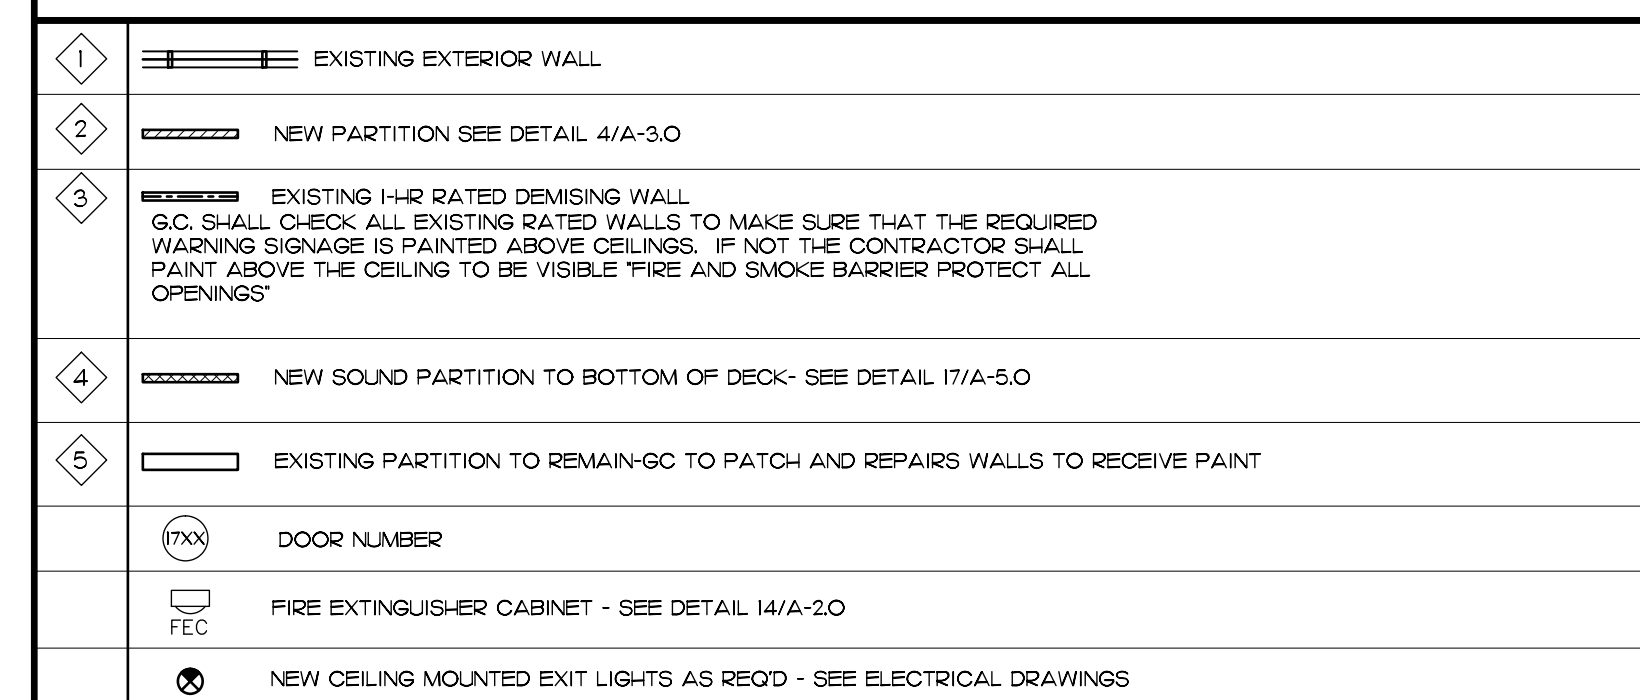 1 EXISTING EXTERIOR WALL
2 NEW PARTITION SEE DETAIL 4/A-3.0
3 EXISTING 1-HR RATED DEMISING WALL
G.C. SHALL CHECK ALL EXISTING RATED WALLS TO MAKE SURE THAT THE REQUIRED
WARNING SIGNAGE IS PAINTED ABOVE CEILINGS. IF NOT THE CONTRACTOR SHALL
PAINT ABOVE THE CEILING TO BE VISIBLE "FIRE AND SMOKE BARRIER PROTECT ALL
OPENINGS"
4 NEW SOUND PARTITION TO BOTTOM OF DECK- SEE DETAIL 17/A-5.0
5 EXISTING PARTITION TO REMAIN-GC TO PATCH AND REPAIRS WALLS TO RECEIVE PAINT
17XX DOOR NUMBER
FIRE EXTINGUISHER CABINET - SEE DETAIL 14/A-2.0
FEC
NEW CEILING MOUNTED EXIT LIGHTS AS REQ'D - SEE ELECTRICAL DRAWINGS